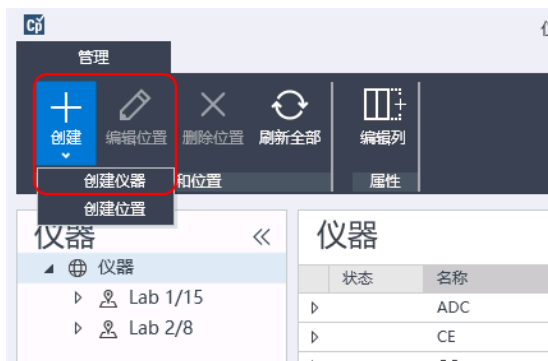 管理
创建
编辑位置
删除位置
刷新全部
编辑列
创建仪器
和位置
属性
创建位置
仪器
仪器
仪器
状态
名称
Lab 1/15
ADC
Lab 2/8
CE